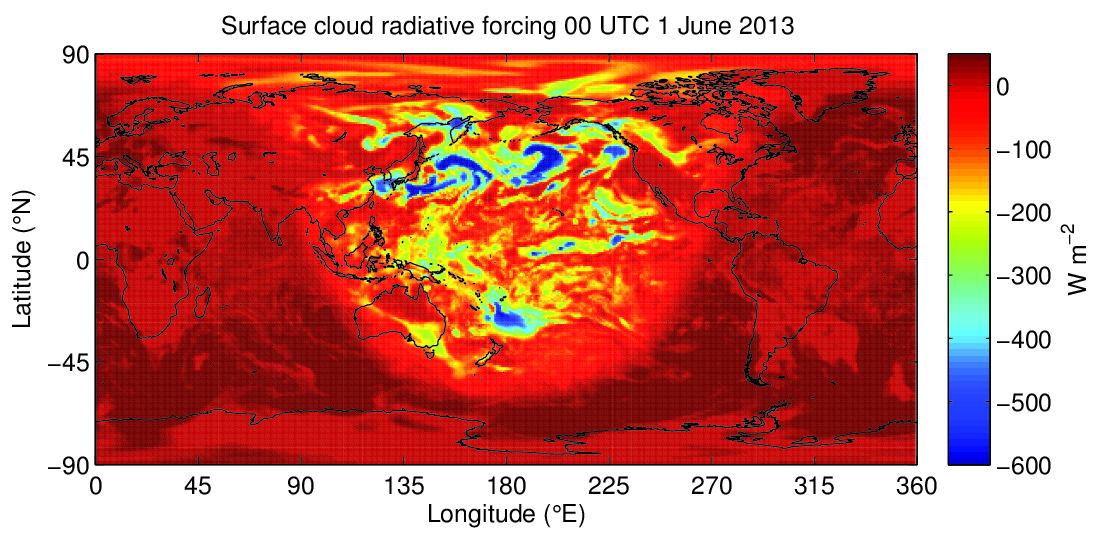 Surface cloud radiative forcing 00 UTC 1 June 2013
90
45
0
−45
−90
Latitude (°N)
0 45 90 135 180 225 270 315 360
Longitude (°E)
0
−100
−200
−300
−400
−500
−600
W m−2